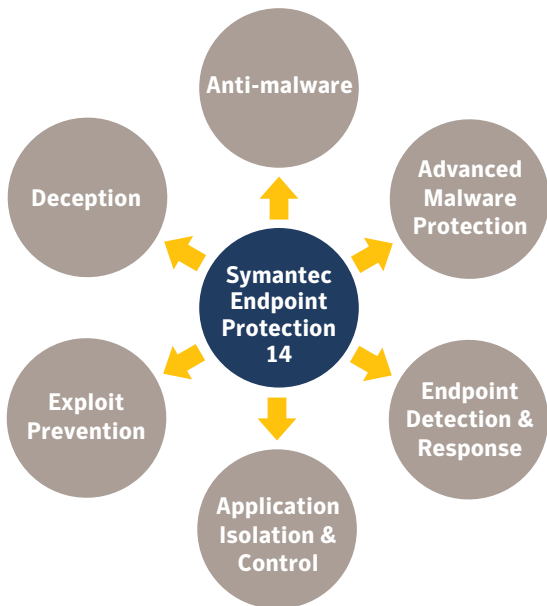 Anti-malware
Deception
Advanced
Malware
Protection
Symantec
Endpoint
Protection
14
Exploit
Prevention
Endpoint
Detection &
Response
Application
Isolation &
Control